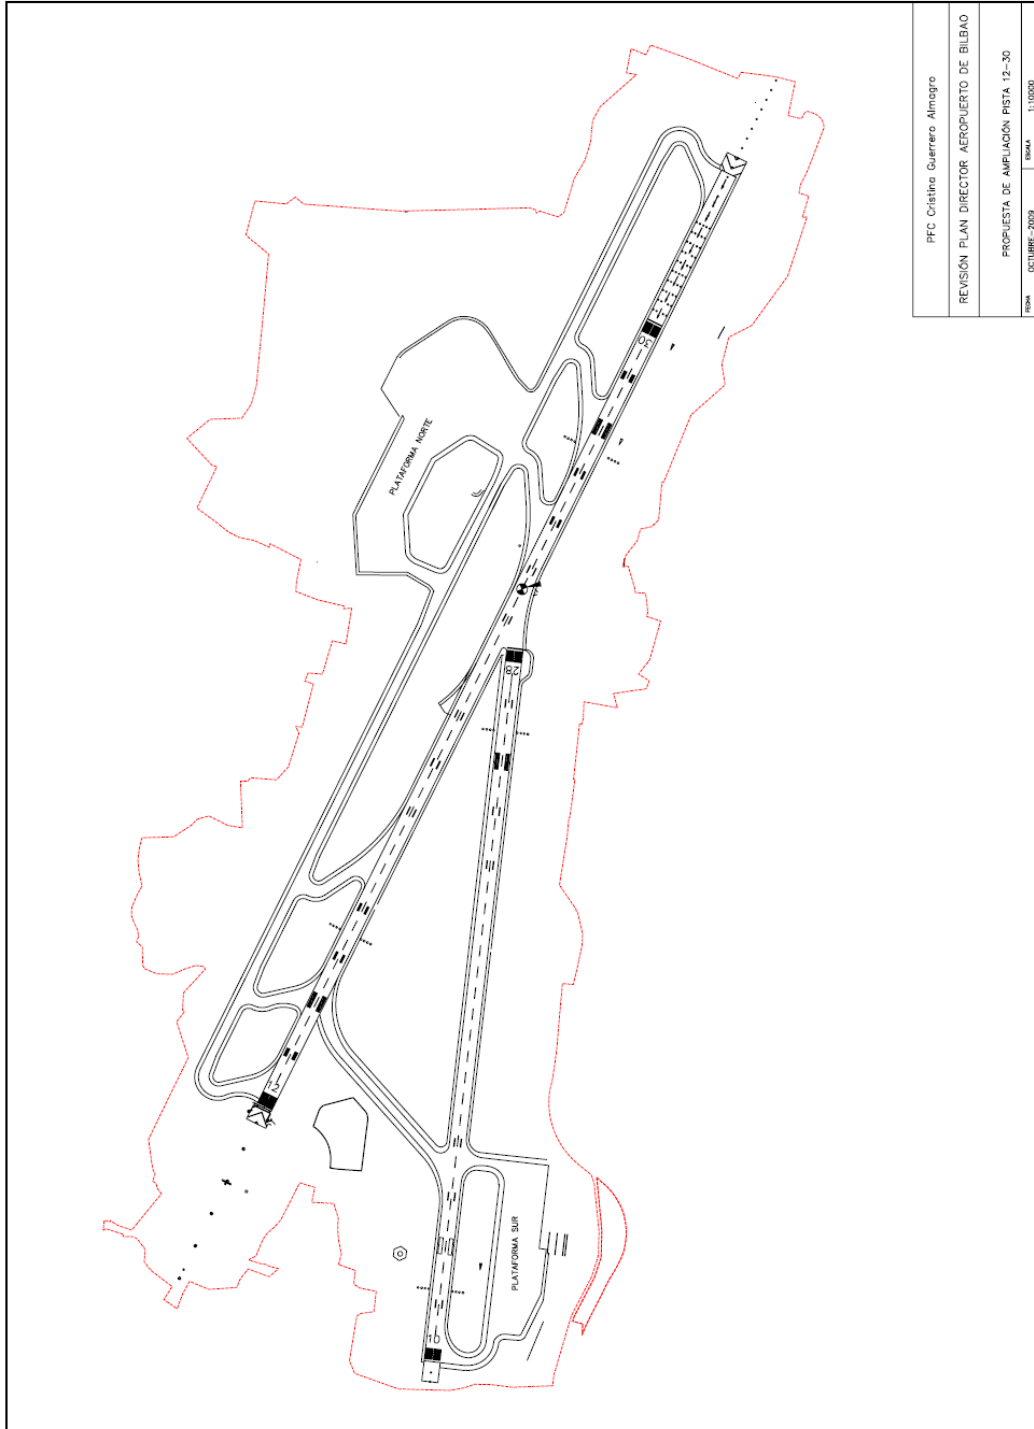 PFC Cristina Guerrero Almagro
REVISIÓN PLAN DIRECTOR AEROPUERTO DE BILBAO
PROPUESTA DE AMPLIACIÓN PISTA 12-30
FECHA OCTUBRE-2009 ESCALA 1:10000
30
PLATAFORMA NORTE
28
12
PLATAFORMA SUR
10